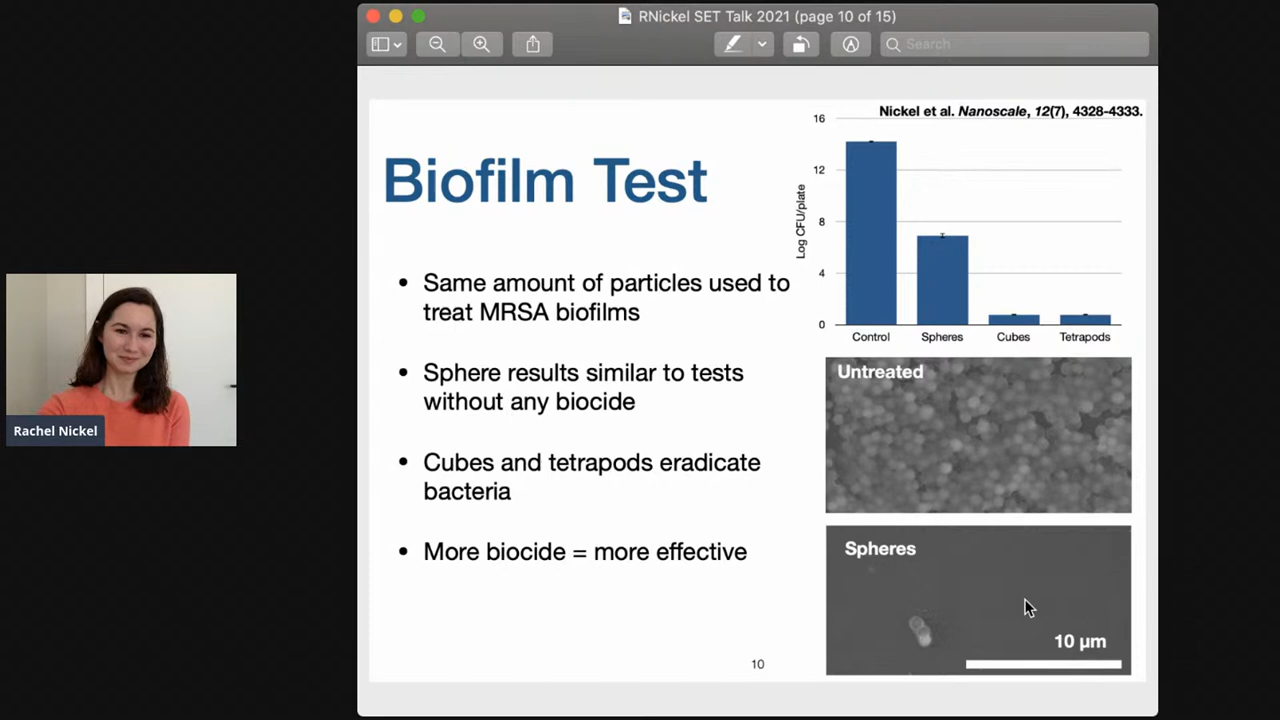 RNickel SET Talk 2021 (page 10 of 15)
Search
Nickel et al. Nanoscale, 12(7), 4328-4333.
Biofilm Test
• Same amount of particles used to
treat MRSA biofilms
• Sphere results similar to tests
without any biocide
• Cubes and tetrapods eradicate
bacteria
• More biocide = more effective
10
16
12
8
4
0
Log CFU/plate
Control Spheres Cubes Tetrapods
Untreated
Spheres
10 µm
Rachel Nickel